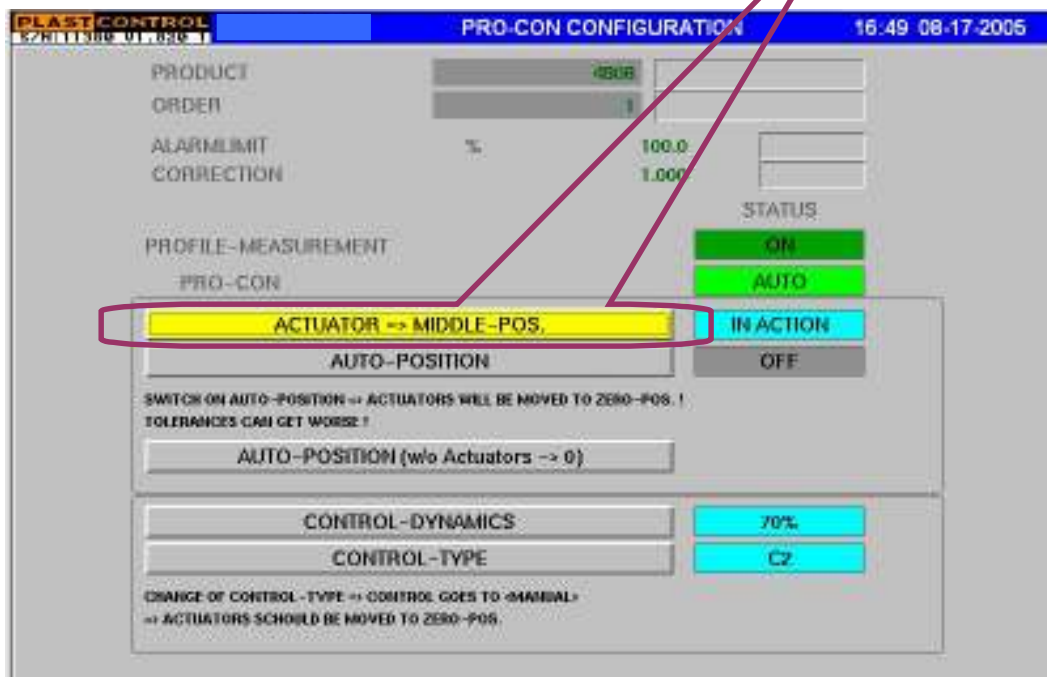 PLASTCONTROL
PRO-CON CONFIGURATION 16:49 08-17-2005
PRODUCT 4808
ORDER 1
ALARMLIMIT % 100.0
CORRECTION 1.000
STATUS
PROFILE-MEASUREMENT ON
PRO-CON AUTO
ACTUATOR -> MIDDLE-POS. IN ACTION
AUTO-POSITION OFF
SWITCH ON AUTO-POSITION => ACTUATORS WILL BE MOVED TO ZERO-POS. !
TOLERANCES CAN GET WORSE !
AUTO-POSITION (w/o Actuators -> 0)
CONTROL-DYNAMICS 70%
CONTROL-TYPE C2
CHANGE OF CONTROL-TYPE => CONTROL GOES TO <MANUAL>
=> ACTUATORS SCHOULD BE MOVED TO ZERO-POS.